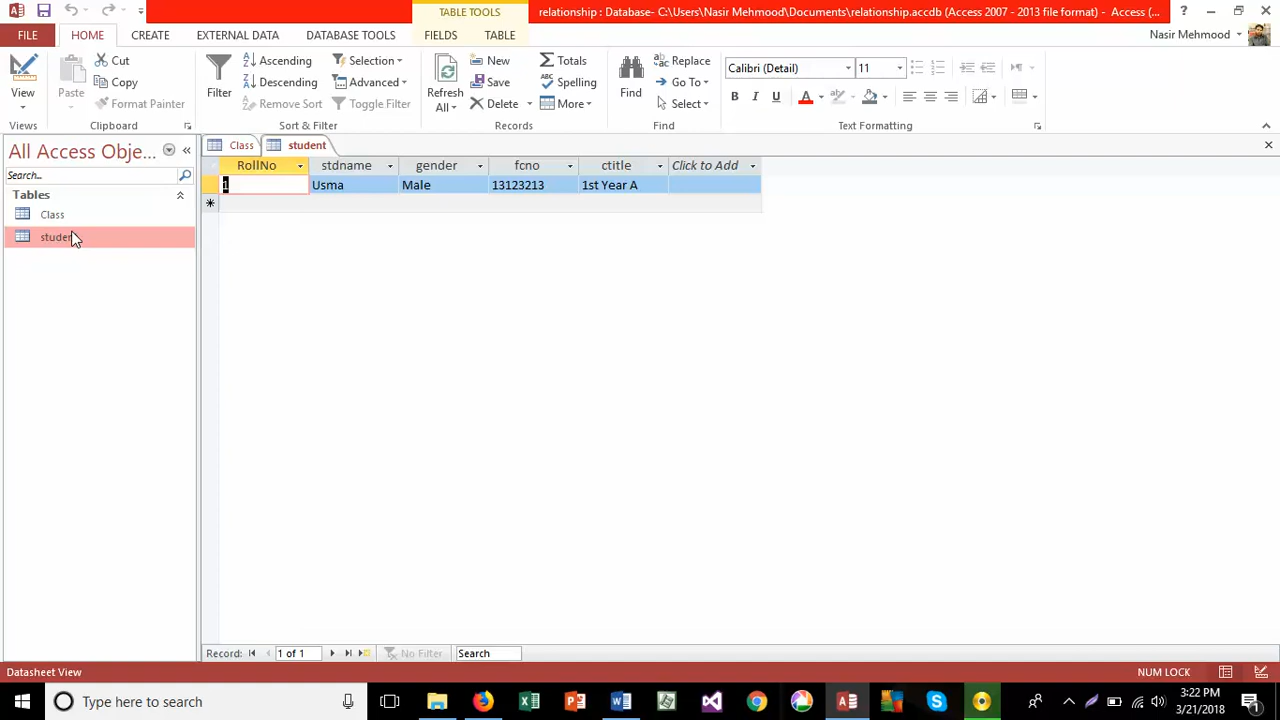 TABLE TOOLS
relationship : Database- C:\Users\Nasir Mehmood\Documents\relationship.accdb (Access 2007 - 2013 file format) - Access (...
FILE HOME CREATE EXTERNAL DATA DATABASE TOOLS FIELDS TABLE Nasir Mehmood
View
Views
Paste
Cut
Copy
Format Painter
Clipboard
Filter
Ascending
Descending
Remove Sort
Selection
Advanced
Toggle Filter
Sort & Filter
Refresh
All
New
Save
Delete
Totals
Spelling
More
Records
Find
Replace
Go To
Select
Find
Calibri (Detail) 11
B I U A
Text Formatting
All Access Obje...
Search...
Tables
Class
studen
Class student
RollNo stdname gender fcno ctitle Click to Add
1 Usma Male 13123213 1st Year A
Record: 1 of 1 No Filter Search
Datasheet View NUM LOCK
Type here to search
3:22 PM
3/21/2018